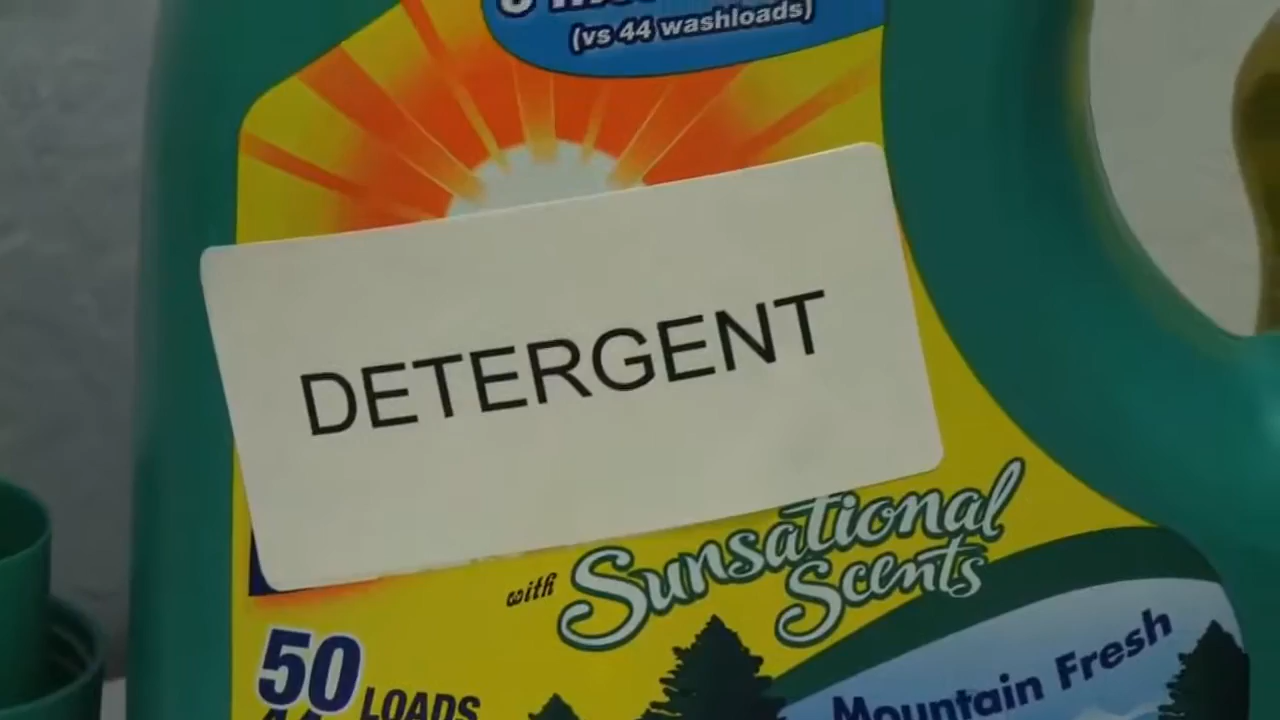 (vs 44 washloads)
DETERGENT
with Sunsational
Scents
50 LOADS
Mountain Fresh